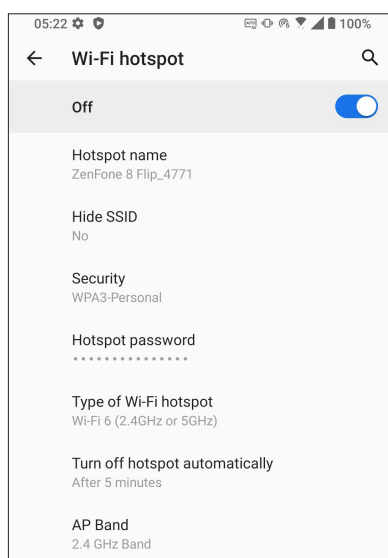 05:22 100%
Wi-Fi hotspot
Off
Hotspot name
ZenFone 8 Flip_4771
Hide SSID
No
Security
WPA3-Personal
Hotspot password
•••••••••••••••
Type of Wi-Fi hotspot
Wi-Fi 6 (2.4GHz or 5GHz)
Turn off hotspot automatically
After 5 minutes
AP Band
2.4 GHz Band